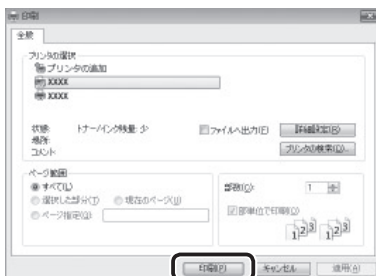 印刷
全般
プリンタの選択
プリンタの追加
XXXX
XXXX
状態: トナー/インク残量: 少
場所:
コメント:
ファイルへ出力(F)
詳細設定(R)
プリンタの検索(D)...
ページ範囲
すべて(L)
選択した部分(T)
現在のページ(U)
ページ指定(G):
部数(C): 1
部単位で印刷(O)
1 2 3 1 2 3
印刷(P) キャンセル 適用(A)